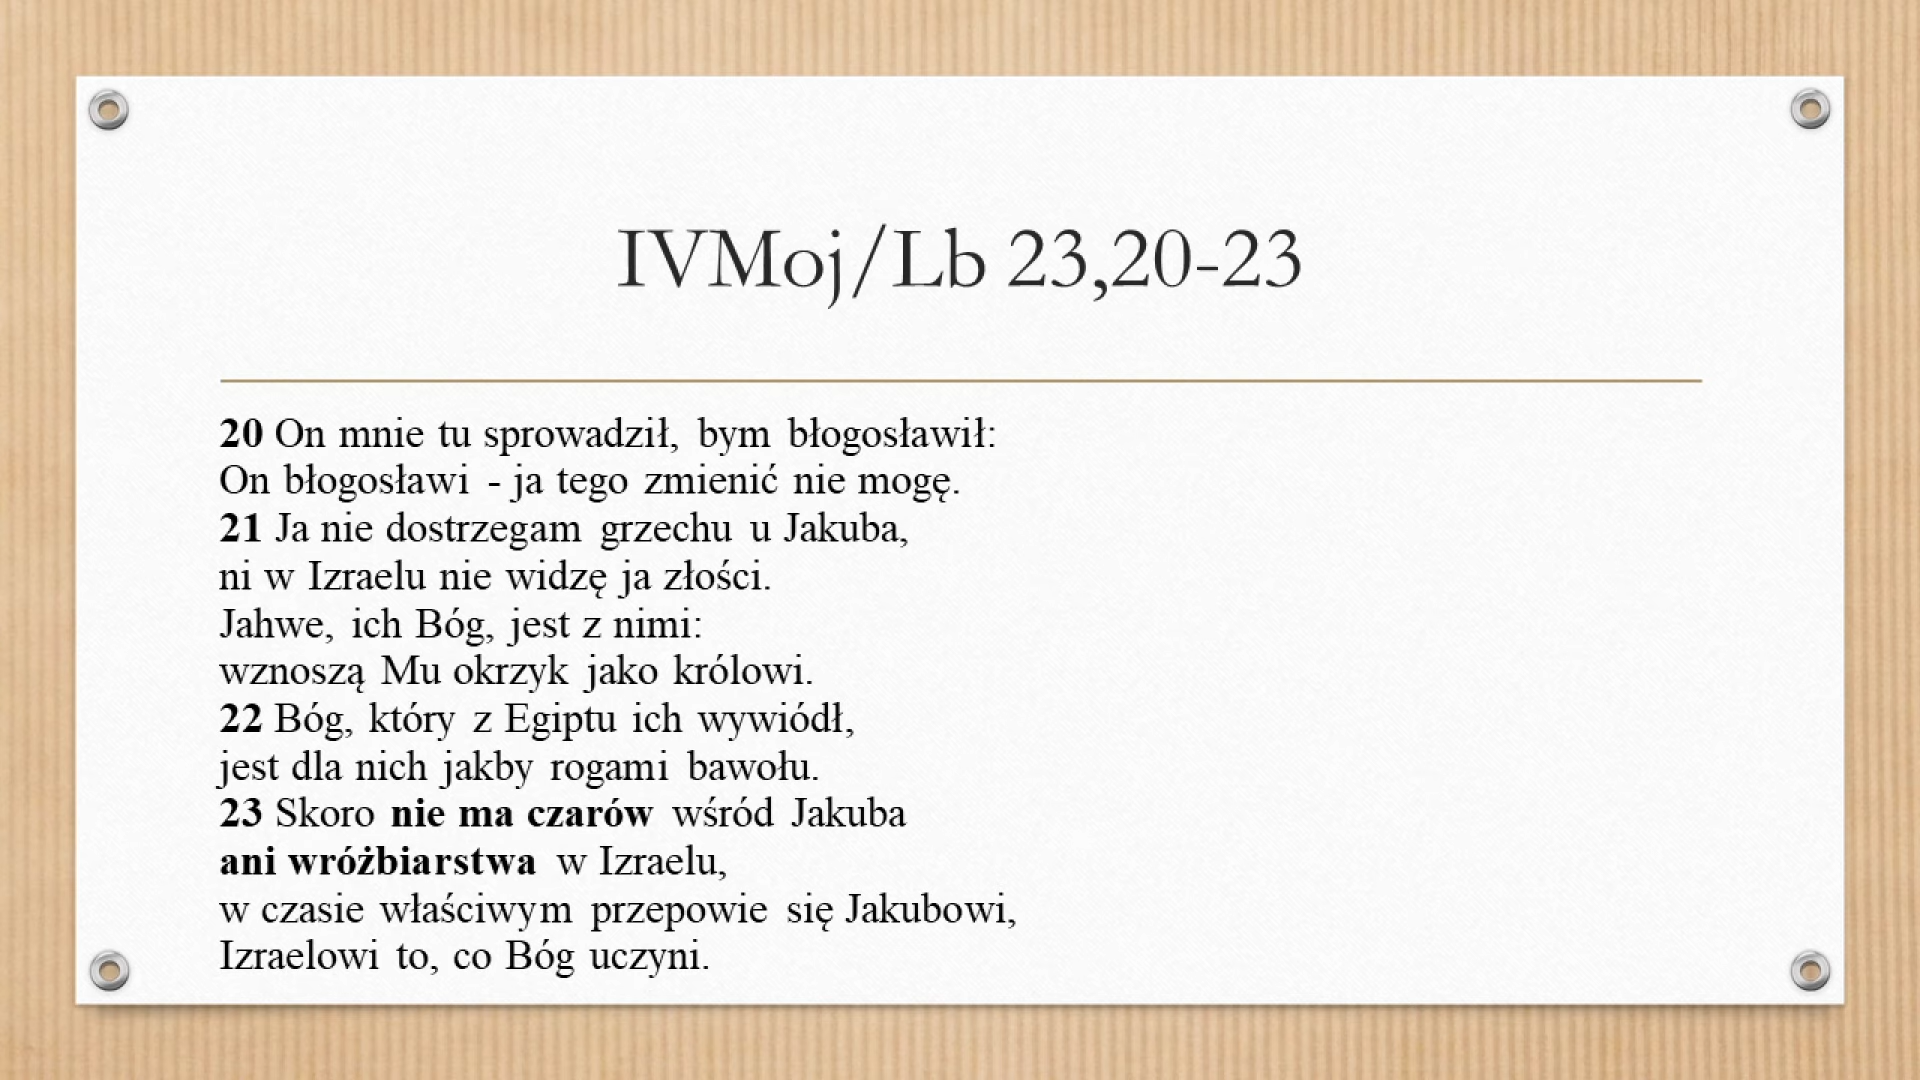 IVMoj/Lb 23,20-23
20 On mnie tu sprowadził, bym błogosławił:
On błogosławi - ja tego zmienić nie mogę.
21 Ja nie dostrzegam grzechu u Jakuba,
ni w Izraelu nie widzę ja złości.
Jahwe, ich Bóg, jest z nimi:
wznoszą Mu okrzyk jako królowi.
22 Bóg, który z Egiptu ich wywiódł,
jest dla nich jakby rogami bawołu.
23 Skoro nie ma czarów wśród Jakuba
ani wróżbiarstwa w Izraelu,
w czasie właściwym przepowie się Jakubowi,
Izraelowi to, co Bóg uczyni.